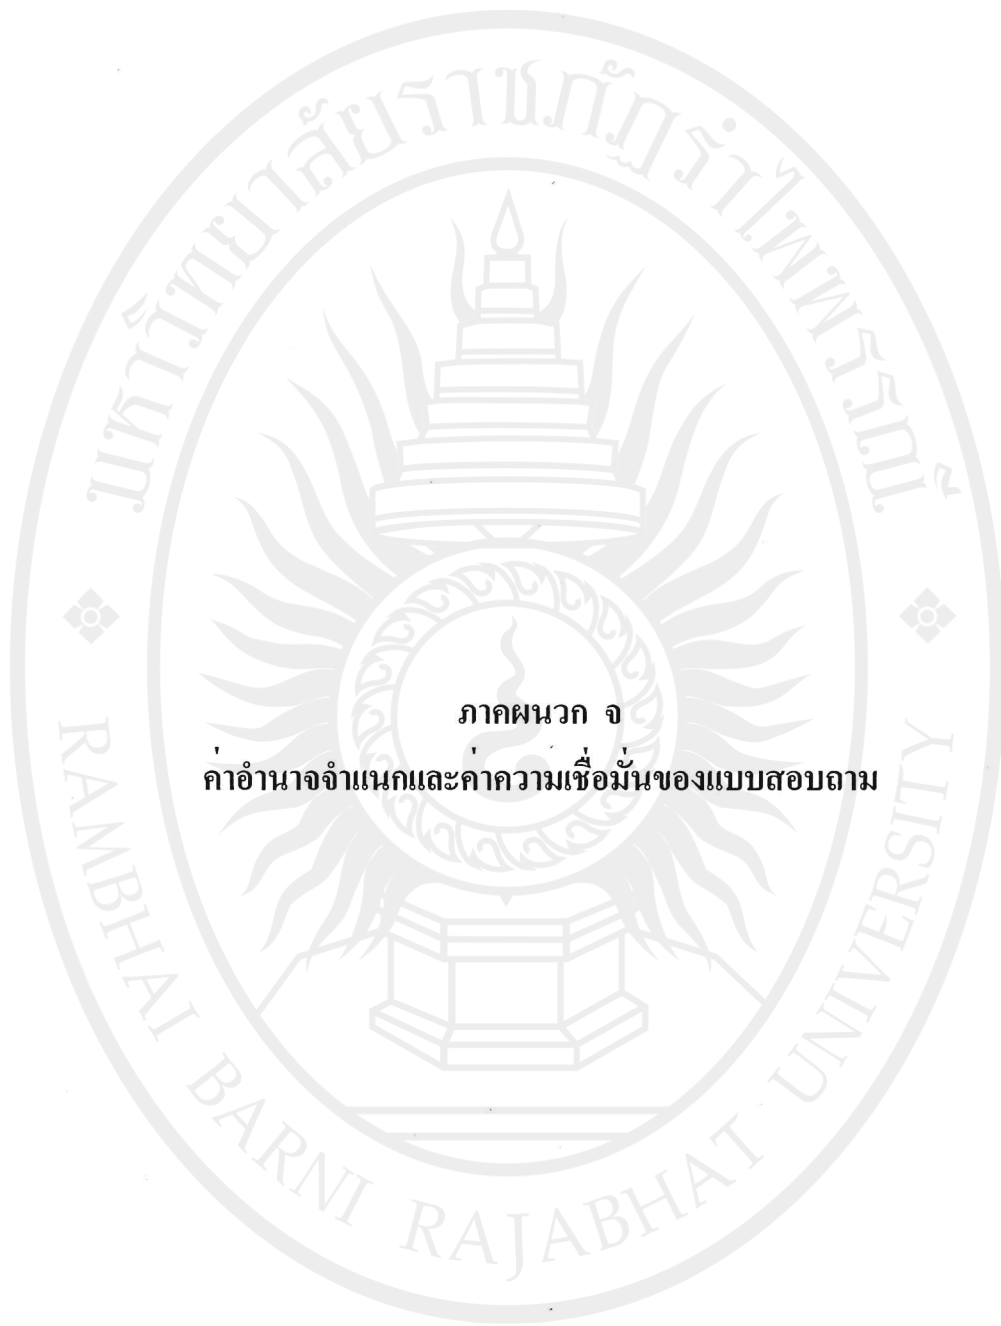 มหาวิทยาลัยราชภัฏรำไพพรรณี
ภาคผนวก จ
ค่าอำนาจจำแนกและค่าความเชื่อมั่นของแบบสอบถาม
RAMBHAI BARNI RAJABHAT UNIVERSITY